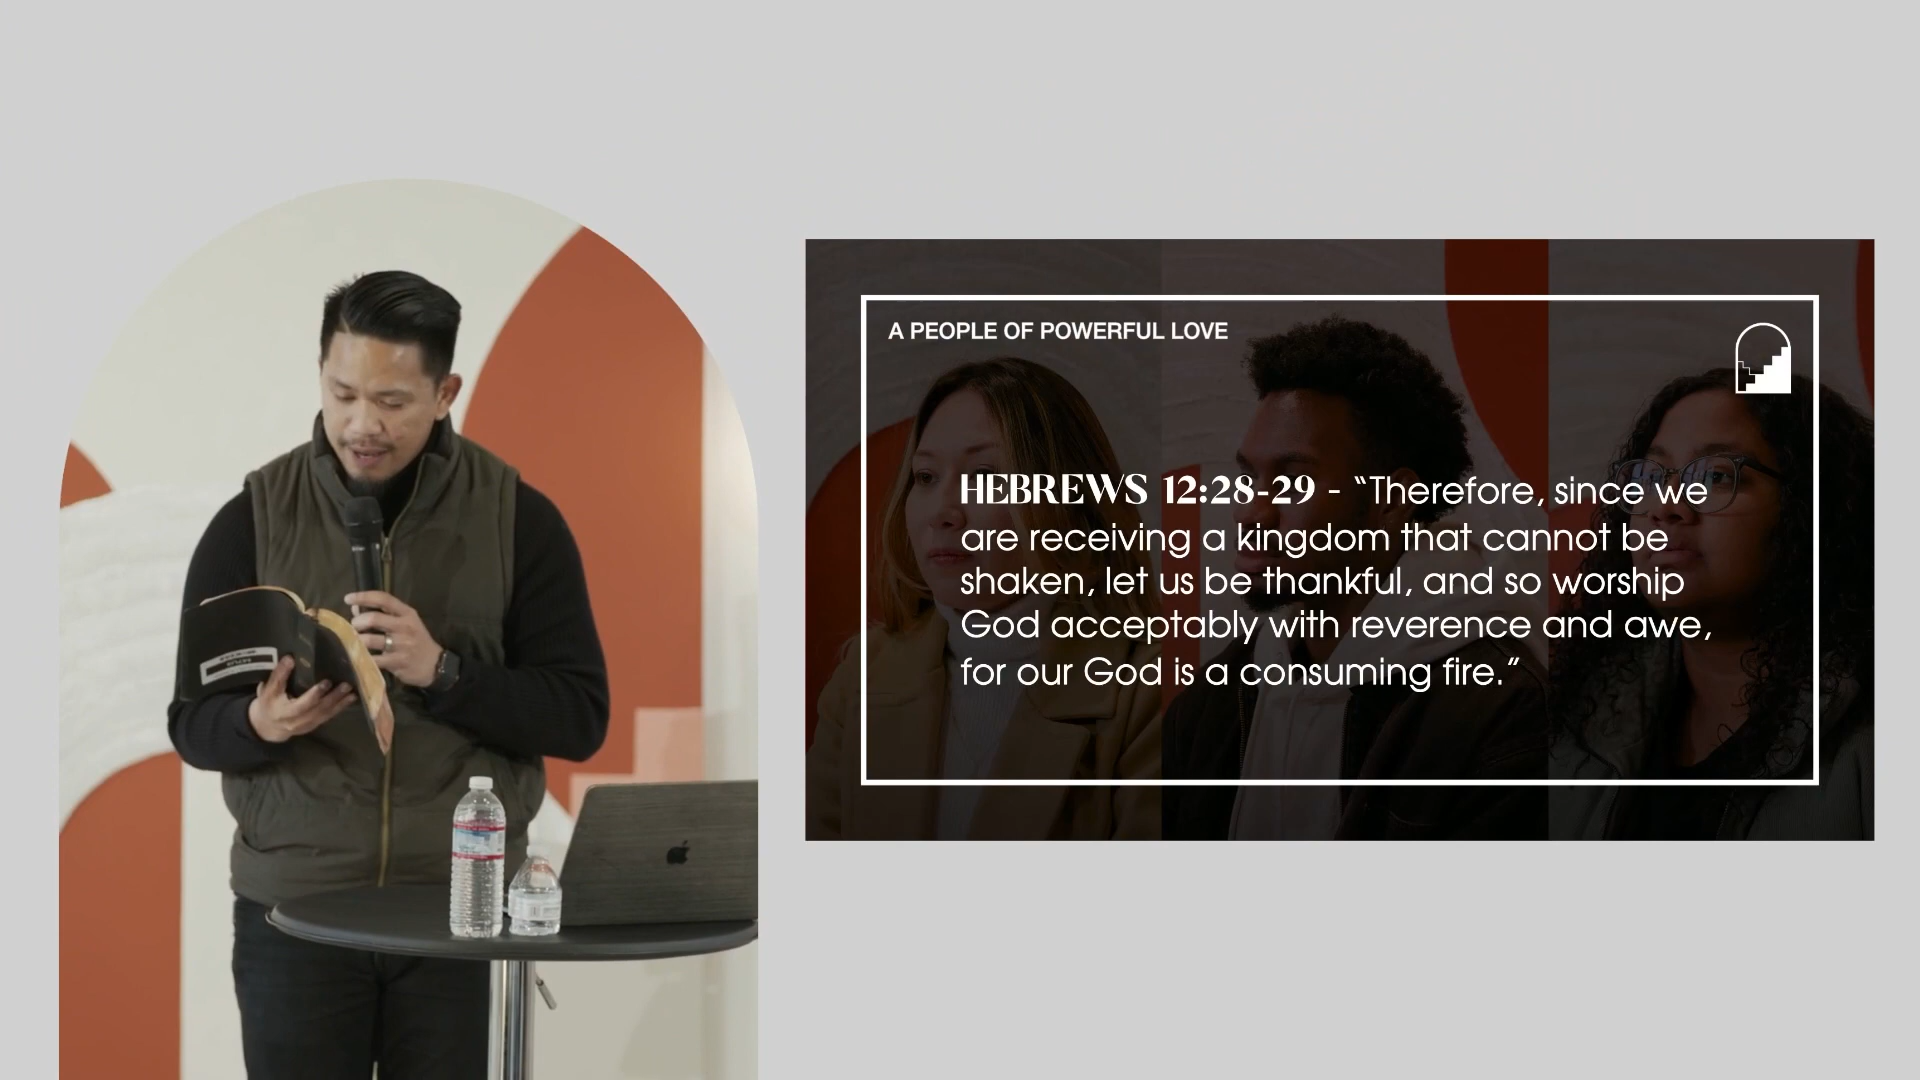 A PEOPLE OF POWERFUL LOVE
HEBREWS 12:28-29 - “Therefore, since we
are receiving a kingdom that cannot be
shaken, let us be thankful, and so worship
God acceptably with reverence and awe,
for our God is a consuming fire.”